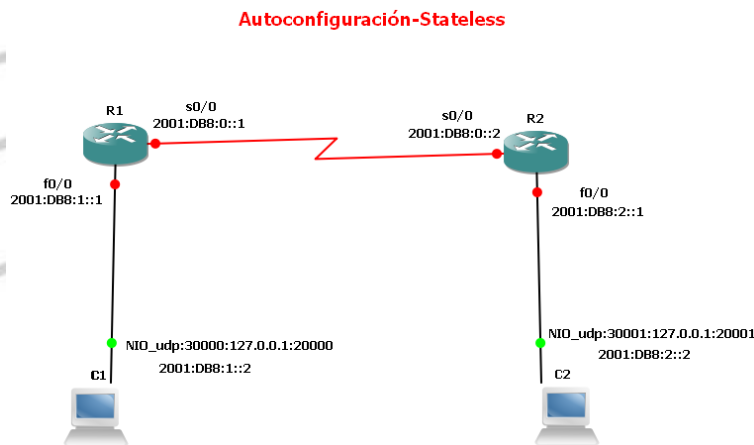 Autoconfiguración-Stateless
R1
s0/0
2001:DB8:0::1
s0/0
2001:DB8:0::2
R2
f0/0
2001:DB8:1::1
f0/0
2001:DB8:2::1
NIO_udp:30000:127.0.0.1:20000
2001:DB8:1::2
C1
NIO_udp:30001:127.0.0.1:20001
2001:DB8:2::2
C2